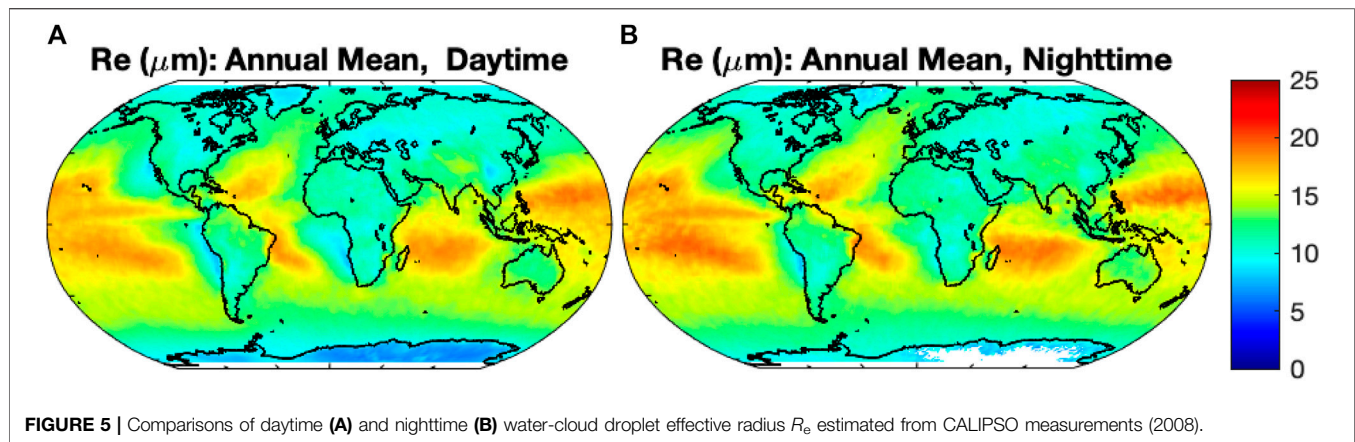 A
B
Re (μm): Annual Mean, Daytime
Re (μm): Annual Mean, Nighttime
25
20
15
10
5
0
FIGURE 5 | Comparisons of daytime (A) and nighttime (B) water-cloud droplet effective radius Re estimated from CALIPSO measurements (2008).